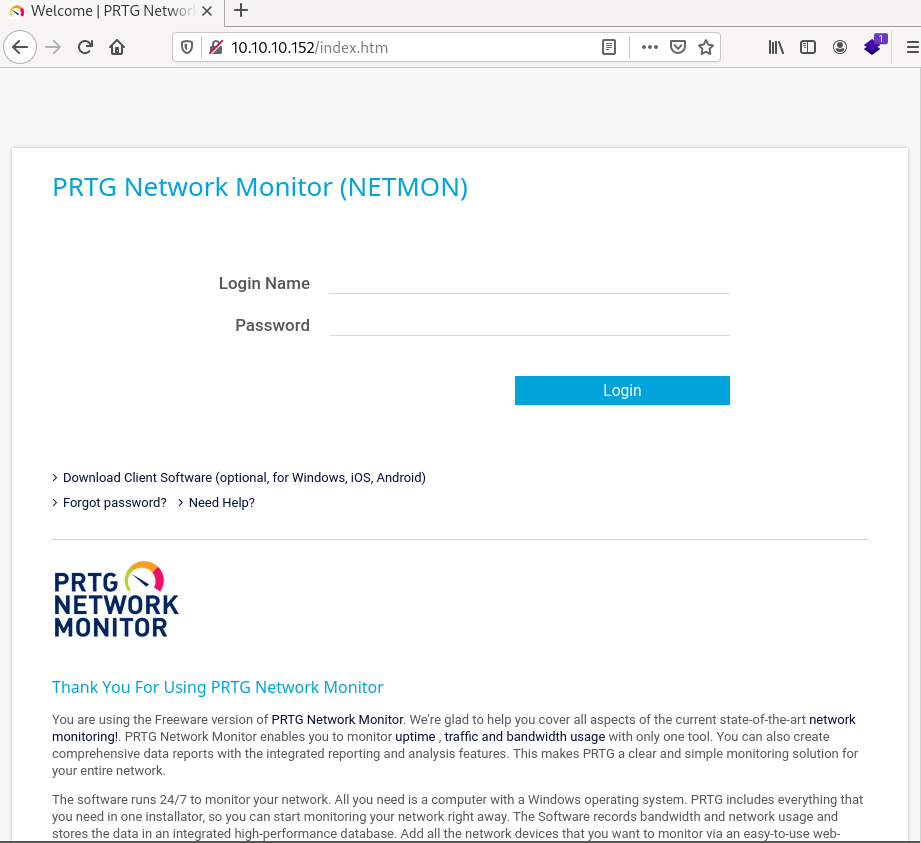 Welcome | PRTG Networ
10.10.10.152/index.htm
1
PRTG Network Monitor (NETMON)
Login Name
Password
Login
Download Client Software (optional, for Windows, iOS, Android)
Forgot password? Need Help?
PRTG
NETWORK
MONITOR
Thank You For Using PRTG Network Monitor
You are using the Freeware version of PRTG Network Monitor. We're glad to help you cover all aspects of the current state-of-the-art network
monitoring!. PRTG Network Monitor enables you to monitor uptime , traffic and bandwidth usage with only one tool. You can also create
comprehensive data reports with the integrated reporting and analysis features. This makes PRTG a clear and simple monitoring solution for
your entire network.
The software runs 24/7 to monitor your network. All you need is a computer with a Windows operating system. PRTG includes everything that
you need in one installer, so you can start monitoring your network right away. The Software records bandwidth and network usage and
stores the data in an integrated high-performance database. Add all the network devices that you want to monitor via an easy-to-use web-